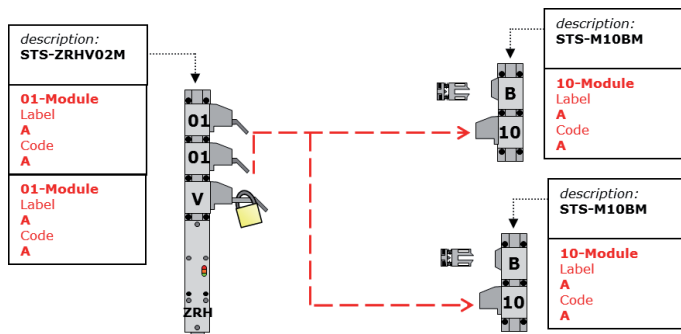 description:
STS-ZRHV02M
01-Module
Label
A
Code
A
01-Module
Label
A
Code
A
01
01
V
ZRH
description:
STS-M10BM
10-Module
Label
A
Code
A
B
10
description:
STS-M10BM
10-Module
Label
A
Code
A
B
10